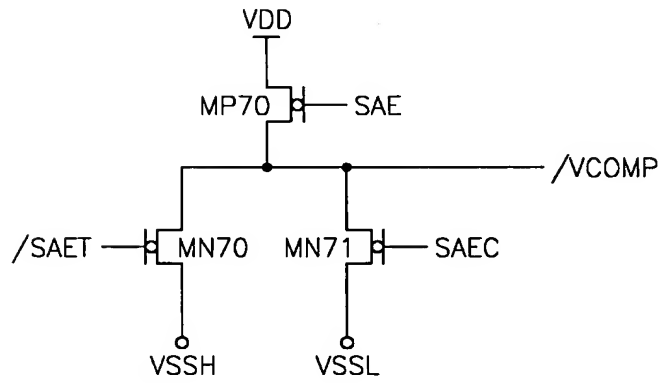 VDD
MP70 SAE
/VCOMP
/SAET MN70 MN71 SAEC
VSSH VSSL